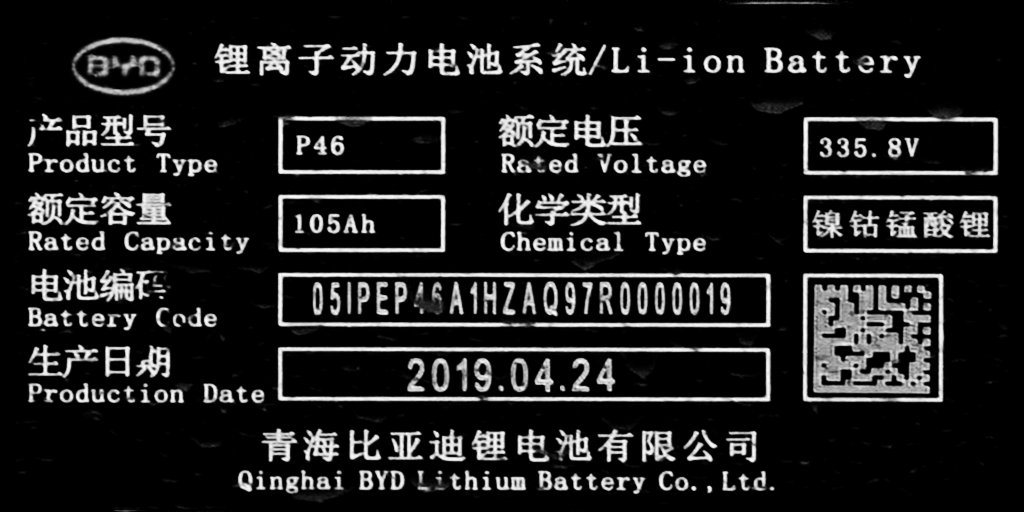 BYD
锂离子动力电池系统/Li-ion Battery
产品型号 P46 额定电压 335.8V
Product Type Rated Voltage
额定容量 105Ah 化学类型 镍钴锰酸锂
Rated Capacity Chemical Type
电池编码 05IPEP46A1HZAQ97R0000019
Battery Code
生产日期 2019.04.24
Production Date
青海比亚迪锂电池有限公司
Qinghai BYD Lithium Battery Co.,Ltd.